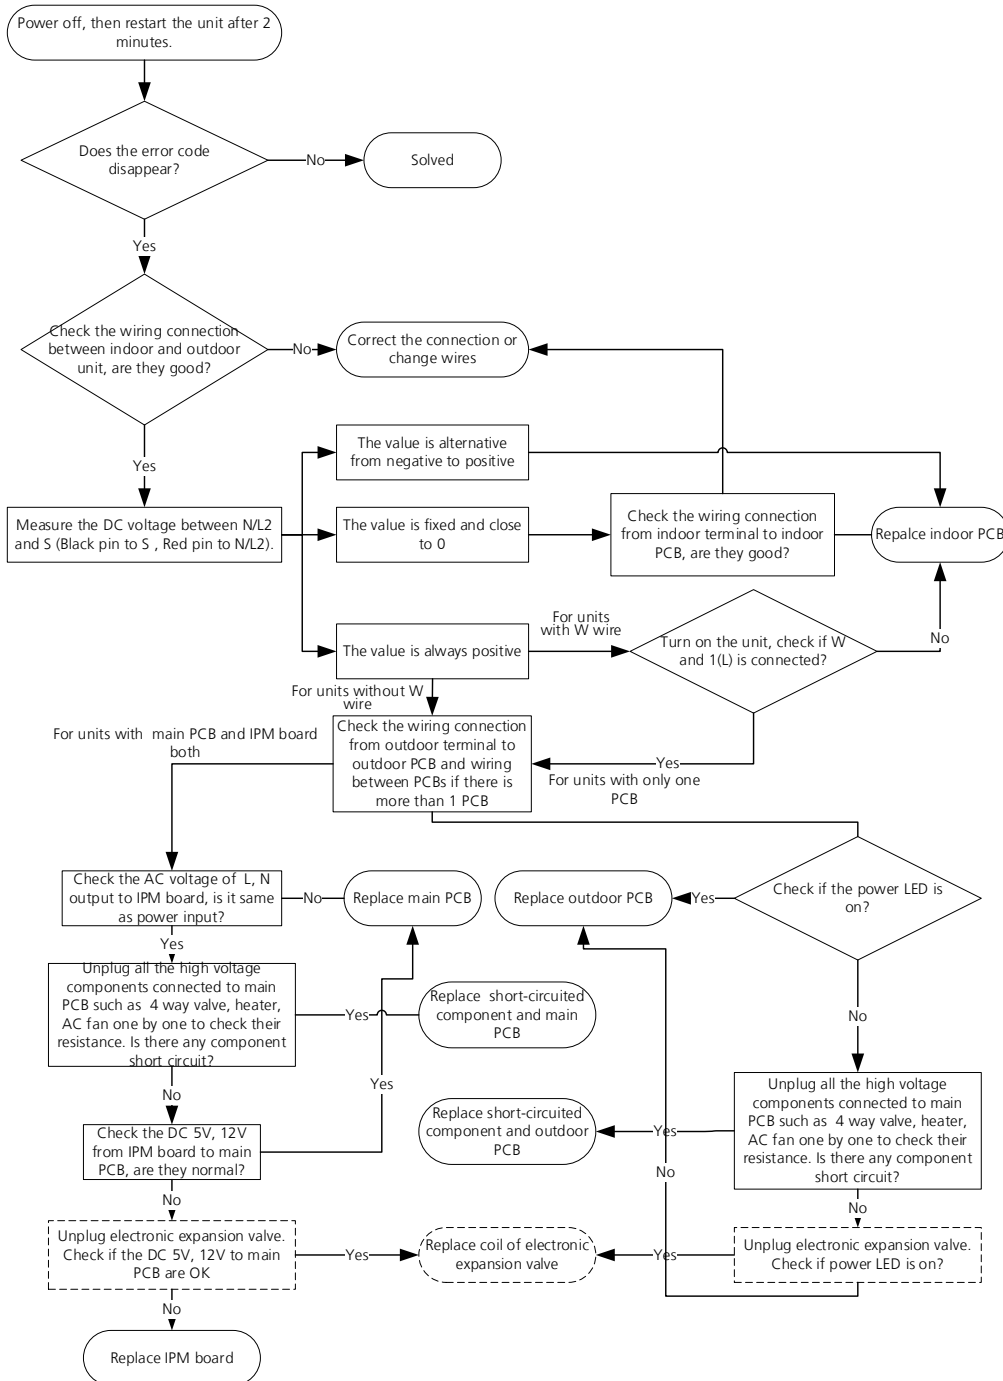 Power off, then restart the unit after 2
minutes.
Does the error code
disappear?
No
Solved
Yes
Check the wiring connection
between indoor and outdoor
unit, are they good?
No
Correct the connection or
change wires
Yes
The value is alternative
from negative to positive
Measure the DC voltage between N/L2
and S (Black pin to S , Red pin to N/L2).
The value is fixed and close
to 0
Check the wiring connection
from indoor terminal to indoor
PCB, are they good?
Repalce indoor PCB
The value is always positive
For units
with W wire
Turn on the unit, check if W
and 1(L) is connected?
No
For units without W
wire
For units with  main PCB and IPM board
both
Check the wiring connection
from outdoor terminal to
outdoor PCB and wiring
between PCBs if there is
more than 1 PCB
Yes
For units with only one
PCB
Check the AC voltage of  L, N
output to IPM board, is it same
as power input?
No
Replace main PCB
Replace outdoor PCB
Yes
Check if the power LED is
on?
Yes
Unplug all the high voltage
components connected to main
PCB such as  4 way valve, heater,
AC fan one by one to check their
resistance. Is there any component
short circuit?
Yes
Replace  short-circuited
component and main
PCB
No
No
Yes
Check the DC 5V, 12V
from IPM board to main
PCB, are they normal?
Replace short-circuited
component and outdoor
PCB
Yes
Unplug all the high voltage
components connected to main
PCB such as  4 way valve, heater,
AC fan one by one to check their
resistance. Is there any component
short circuit?
No
No
No
Unplug electronic expansion valve.
Check if the DC 5V, 12V to main
PCB are OK
Yes
Replace coil of electronic
expansion valve
Yes
Unplug electronic expansion valve.
Check if power LED is on?
No
Replace IPM board